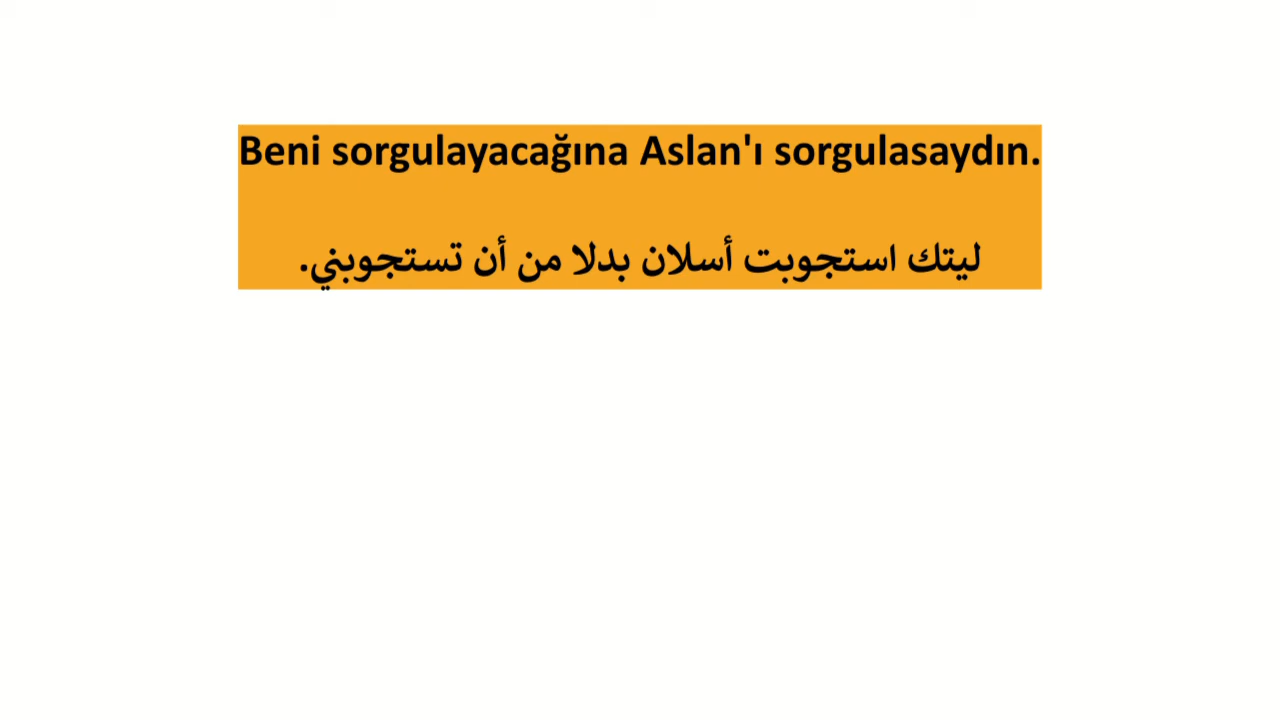 Beni sorgulayacağına Aslan'ı sorgulasaydın.
ليتك استجوبت أسلان بدلا من أن تستجوبني.